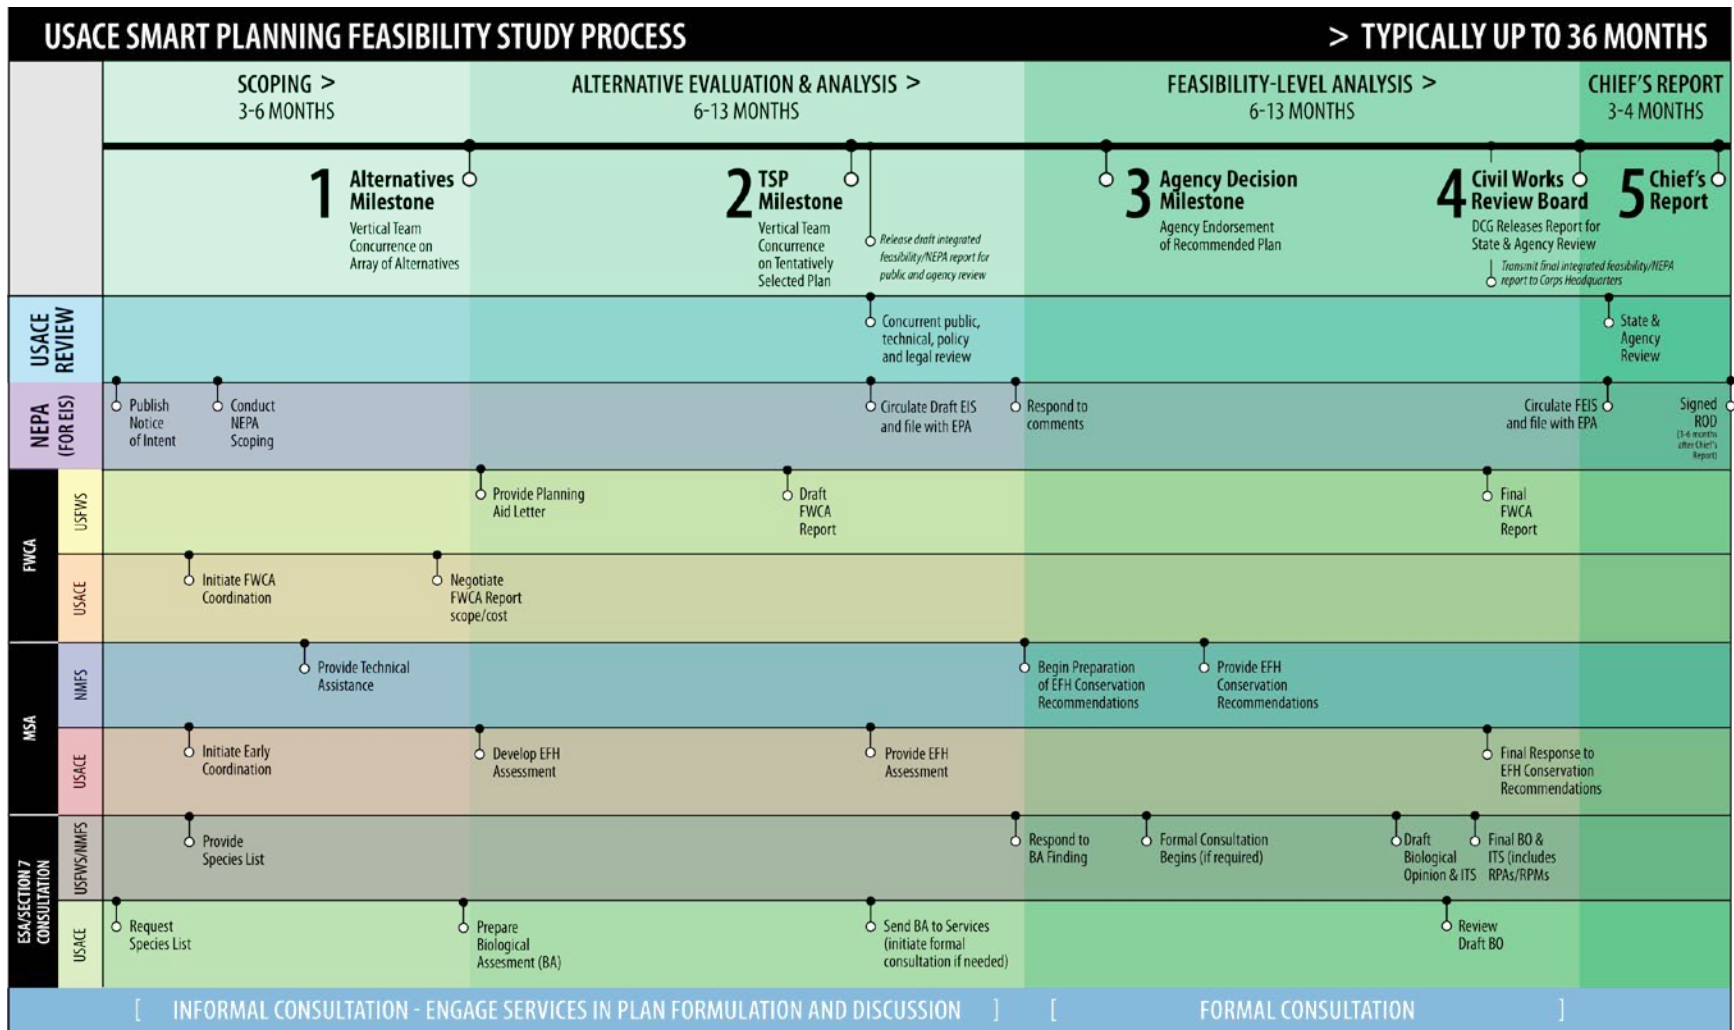 USACE SMART PLANNING FEASIBILITY STUDY PROCESS
> TYPICALLY UP TO 36 MONTHS
SCOPING >
3-6 MONTHS
ALTERNATIVE EVALUATION & ANALYSIS >
6-13 MONTHS
FEASIBILITY-LEVEL ANALYSIS >
6-13 MONTHS
CHIEF'S REPORT
3-4 MONTHS
1 Alternatives
Milestone
Vertical Team
Concurrence on
Array of Alternatives
2 TSP
Milestone
Vertical Team
Concurrence
on Tentatively
Selected Plan
Release draft integrated
feasibility/NEPA report for
public and agency review
3 Agency Decision
Milestone
Agency Endorsement
of Recommended Plan
4 Civil Works
Review Board
DCG Releases Report for
State & Agency Review
Transmit final integrated feasibility/NEPA
report to Corps Headquarters
5 Chief's
Report
USACE
REVIEW
Concurrent public,
technical, policy
and legal review
State &
Agency
Review
NEPA
(FOR EIS)
Publish
Notice
of Intent
Conduct
NEPA
Scoping
Circulate Draft EIS
and file with EPA
Respond to
comments
Circulate FEIS
and file with EPA
Signed
ROD
(3-6 months
after Chief's
Report)
FWCA
USFWS
Provide Planning
Aid Letter
Draft
FWCA
Report
Final
FWCA
Report
USACE
Initiate FWCA
Coordination
Negotiate
FWCA Report
scope/cost
MSA
NMFS
Provide Technical
Assistance
Begin Preparation
of EFH Conservation
Recommendations
Provide EFH
Conservation
Recommendations
USACE
Initiate Early
Coordination
Develop EFH
Assessment
Provide EFH
Assessment
Final Response to
EFH Conservation
Recommendations
ESA/SECTION 7
CONSULTATION
USFWS/NMFS
Provide
Species List
Respond to
BA Finding
Formal Consultation
Begins (if required)
Draft
Biological
Opinion & ITS
Final BO &
ITS (includes
RPAs/RPMs
USACE
Request
Species List
Prepare
Biological
Assesment (BA)
Send BA to Services
(initiate formal
consultation if needed)
Review
Draft BO
[ INFORMAL CONSULTATION - ENGAGE SERVICES IN PLAN FORMULATION AND DISCUSSION ]
[ FORMAL CONSULTATION ]